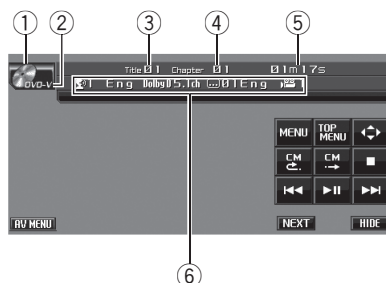 1 2 3 4 5
Title 01 Chapter 01 01m17s
DVD-V
1 Eng Dolby D 5.1ch 01 Eng 1
MENU TOP MENU
CM CM
AV MENU NEXT HIDE
6